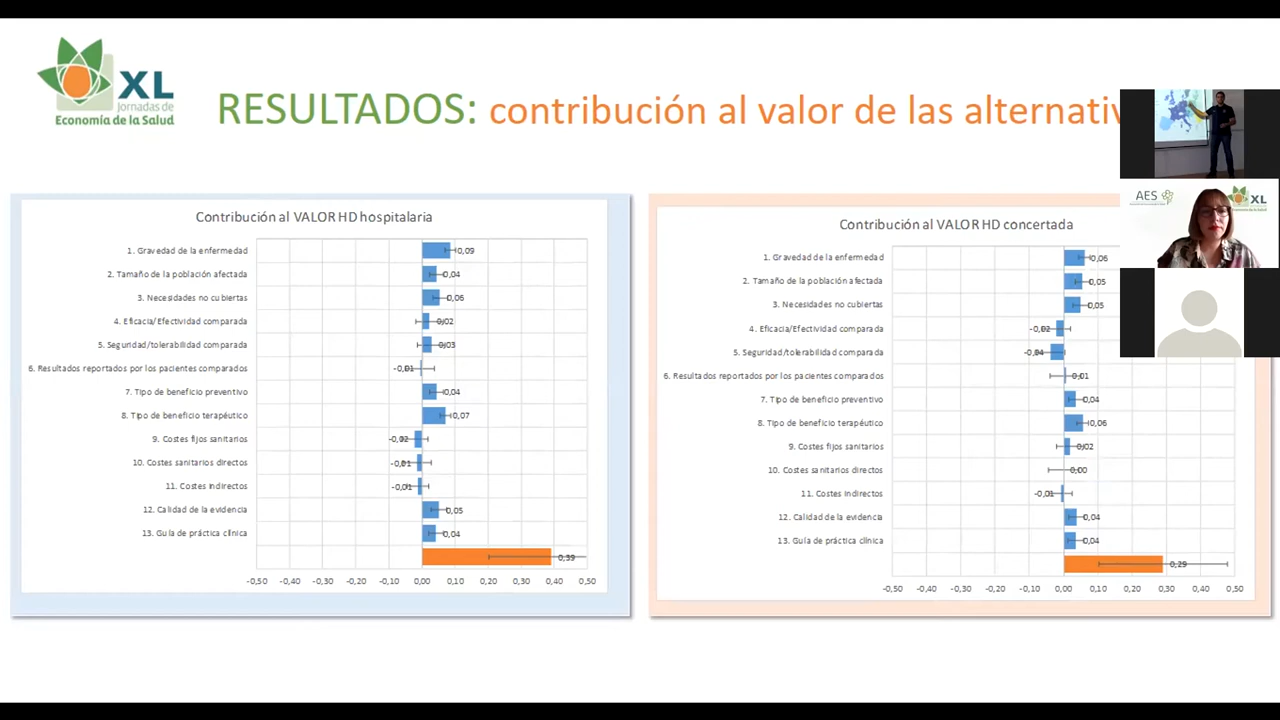 XL
Jornadas de
Economía de la Salud
RESULTADOS: contribución al valor de las alternativ
AES
XL
Contribución al VALOR HD hospitalaria
1. Gravedad de la enfermedad 0,09
2. Tamaño de la población afectada 0,04
3. Necesidades no cubiertas 0,06
4. Eficacia/Efectividad comparada 0,02
5. Seguridad/tolerabilidad comparada 0,03
6. Resultados reportados por los pacientes comparados -0,01
7. Tipo de beneficio preventivo 0,04
8. Tipo de beneficio terapéutico 0,07
9. Costes fijos sanitarios -0,02
10. Costes sanitarios directos -0,01
11. Costes indirectos -0,01
12. Calidad de la evidencia 0,05
13. Guía de práctica clínica 0,04
0,39
-0,50 -0,40 -0,30 -0,20 -0,10 0,00 0,10 0,20 0,30 0,40 0,50
Contribución al VALOR HD concertada
1. Gravedad de la enfermedad 0,06
2. Tamaño de la población afectada 0,05
3. Necesidades no cubiertas 0,05
4. Eficacia/Efectividad comparada -0,02
5. Seguridad/tolerabilidad comparada -0,04
6. Resultados reportados por los pacientes comparados 0,01
7. Tipo de beneficio preventivo 0,04
8. Tipo de beneficio terapéutico 0,06
9. Costes fijos sanitarios 0,02
10. Costes sanitarios directos 0,00
11. Costes indirectos -0,01
12. Calidad de la evidencia 0,04
13. Guía de práctica clínica 0,04
0,29
-0,50 -0,40 -0,30 -0,20 -0,10 0,00 0,10 0,20 0,30 0,40 0,50